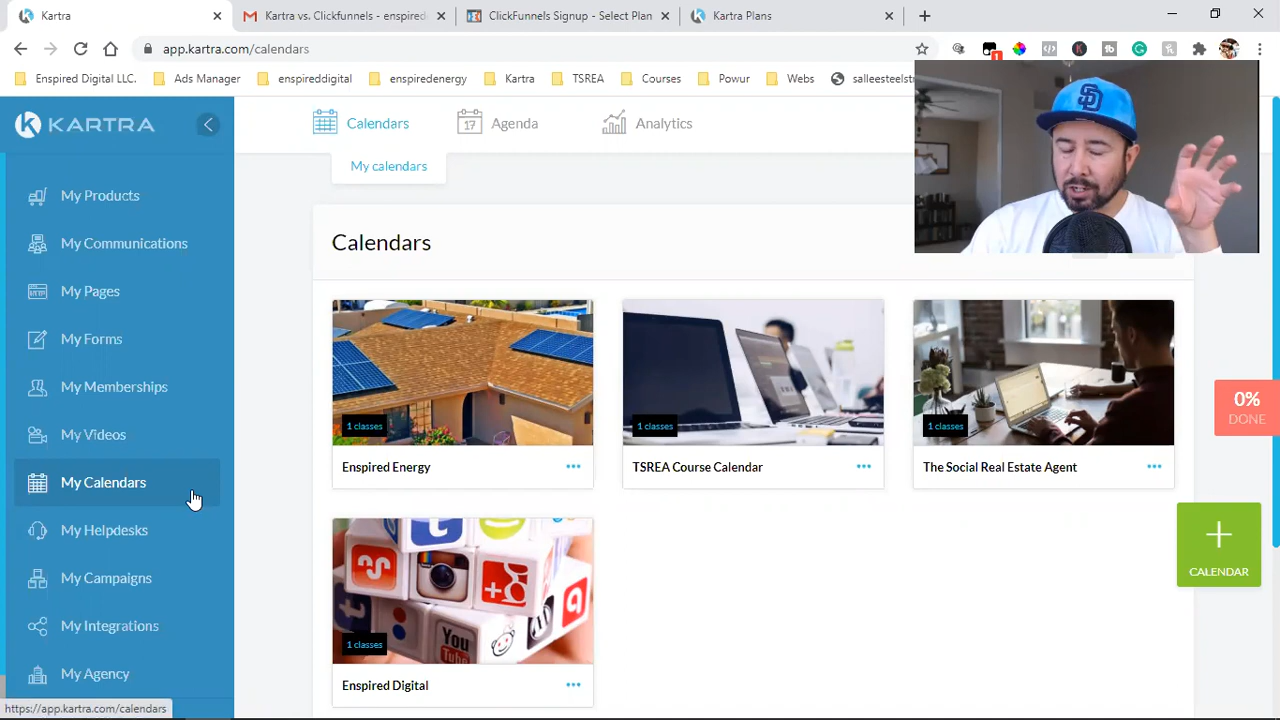 Kartra
Kartra vs. Clickfunnels - enspired
ClickFunnels Signup - Select Plan
Kartra Plans
app.kartra.com/calendars
1
Enspired Digital LLC.
Ads Manager
enspireddigital
enspiredenergy
Kartra
TSREA
Courses
Powur
Webs
KARTRA
Calendars
17
Agenda
Analytics
My calendars
My Products
My Communications
My Pages
My Forms
My Memberships
My Videos
My Calendars
My Helpdesks
My Campaigns
My Integrations
My Agency
https://app.kartra.com/calendars
Calendars
1 classes
1 classes
1 classes
Enspired Energy
TSREA Course Calendar
The Social Real Estate Agent
You
Tube
1 classes
Enspired Digital
0%
DONE
CALENDAR